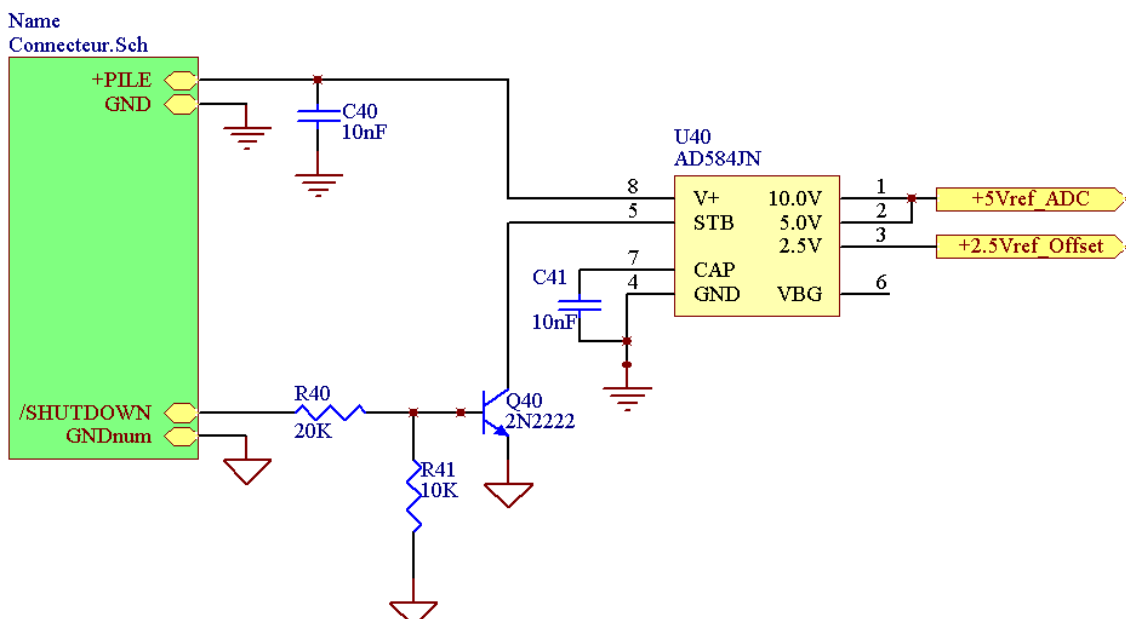 Name
Connecteur.Sch
+PILE
GND
C40
10nF
U40
AD584JN
8
V+
10.0V
1
+5Vref_ADC
5
STB
5.0V
2
2.5V
3
+2.5Vref_Offset
7
CAP
C41
4
GND
VBG
6
10nF
/SHUTDOWN
R40
Q40
GNDnum
20K
2N2222
R41
10K